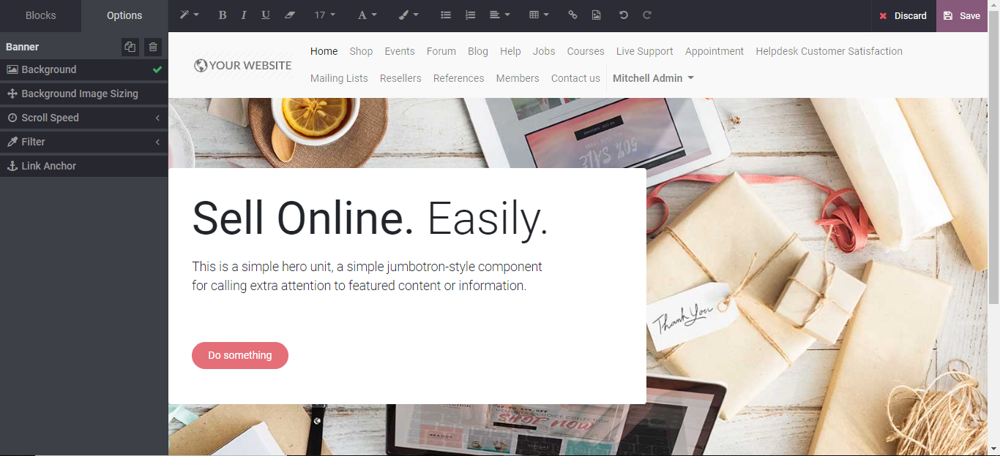 Blocks Options
B I U 17 A
Discard Save
Banner
Background
Background Image Sizing
Scroll Speed
Filter
Link Anchor
YOUR WEBSITE
Home Shop Events Forum Blog Help Jobs Courses Live Support Appointment Helpdesk Customer Satisfaction
Mailing Lists Resellers References Members Contact us Mitchell Admin
50% SALE
Sell Online. Easily.
This is a simple hero unit, a simple jumbotron-style component
for calling extra attention to featured content or information.
Thank You
Do something
COLLECTION
SHOP NOW
BRANDS